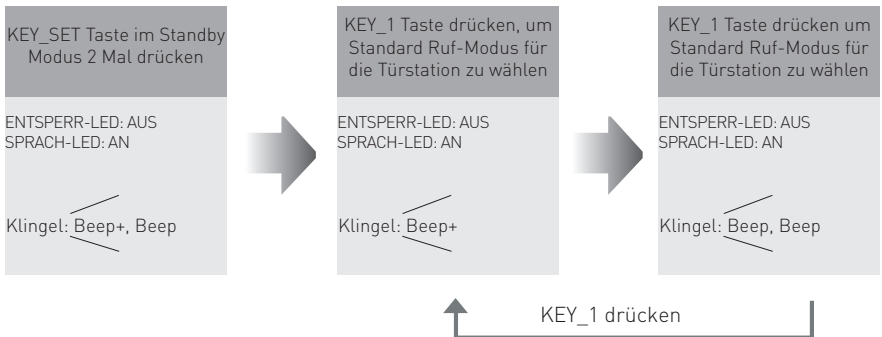 KEY_SET Taste im Standby
Modus 2 Mal drücken
ENTSPERR-LED: AUS
SPRACH-LED: AN
Klingel: Beep+, Beep
KEY_1 Taste drücken, um
Standard Ruf-Modus für
die Türstation zu wählen
ENTSPERR-LED: AUS
SPRACH-LED: AN
Klingel: Beep+
KEY_1 Taste drücken um
Standard Ruf-Modus für
die Türstation zu wählen
ENTSPERR-LED: AUS
SPRACH-LED: AN
Klingel: Beep, Beep
KEY_1 drücken